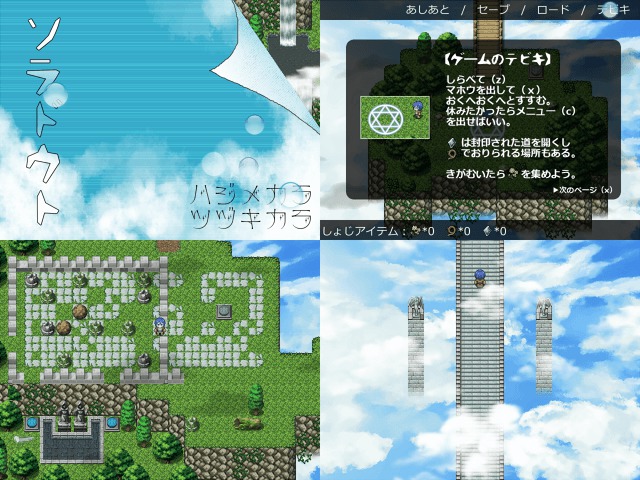 ソラトウト
ハジメカラ
ツヅキカラ
あしあと / セーブ / ロード / テビキ
【ゲームのテビキ】
しらべて（z）
マホウを出して（x）
おくへおくへとすすむ。
休みたかったらメニュー（c）
を出せばいい。
は封印された道を開くし
でおりられる場所もある。
きがむいたら を集めよう。
▶次のページ（x）
しょじアイテム： *0 *0 *0